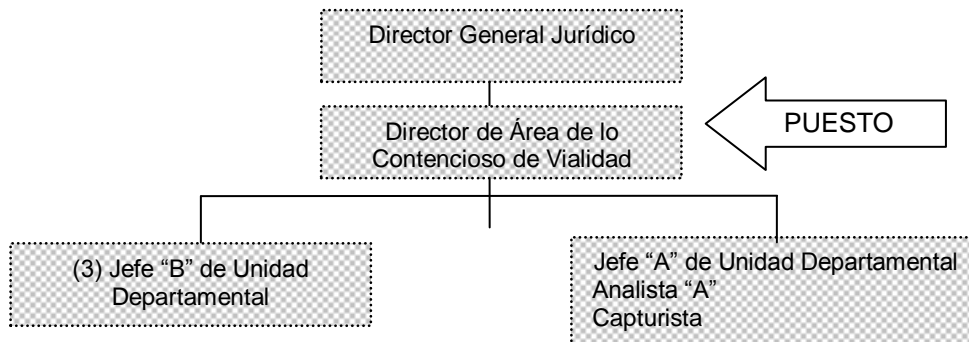 Director General Jurídico
Director de Área de lo
Contencioso de Vialidad
PUESTO
(3) Jefe “B” de Unidad
Departamental
Jefe “A” de Unidad Departamental
Analista “A”
Capturista